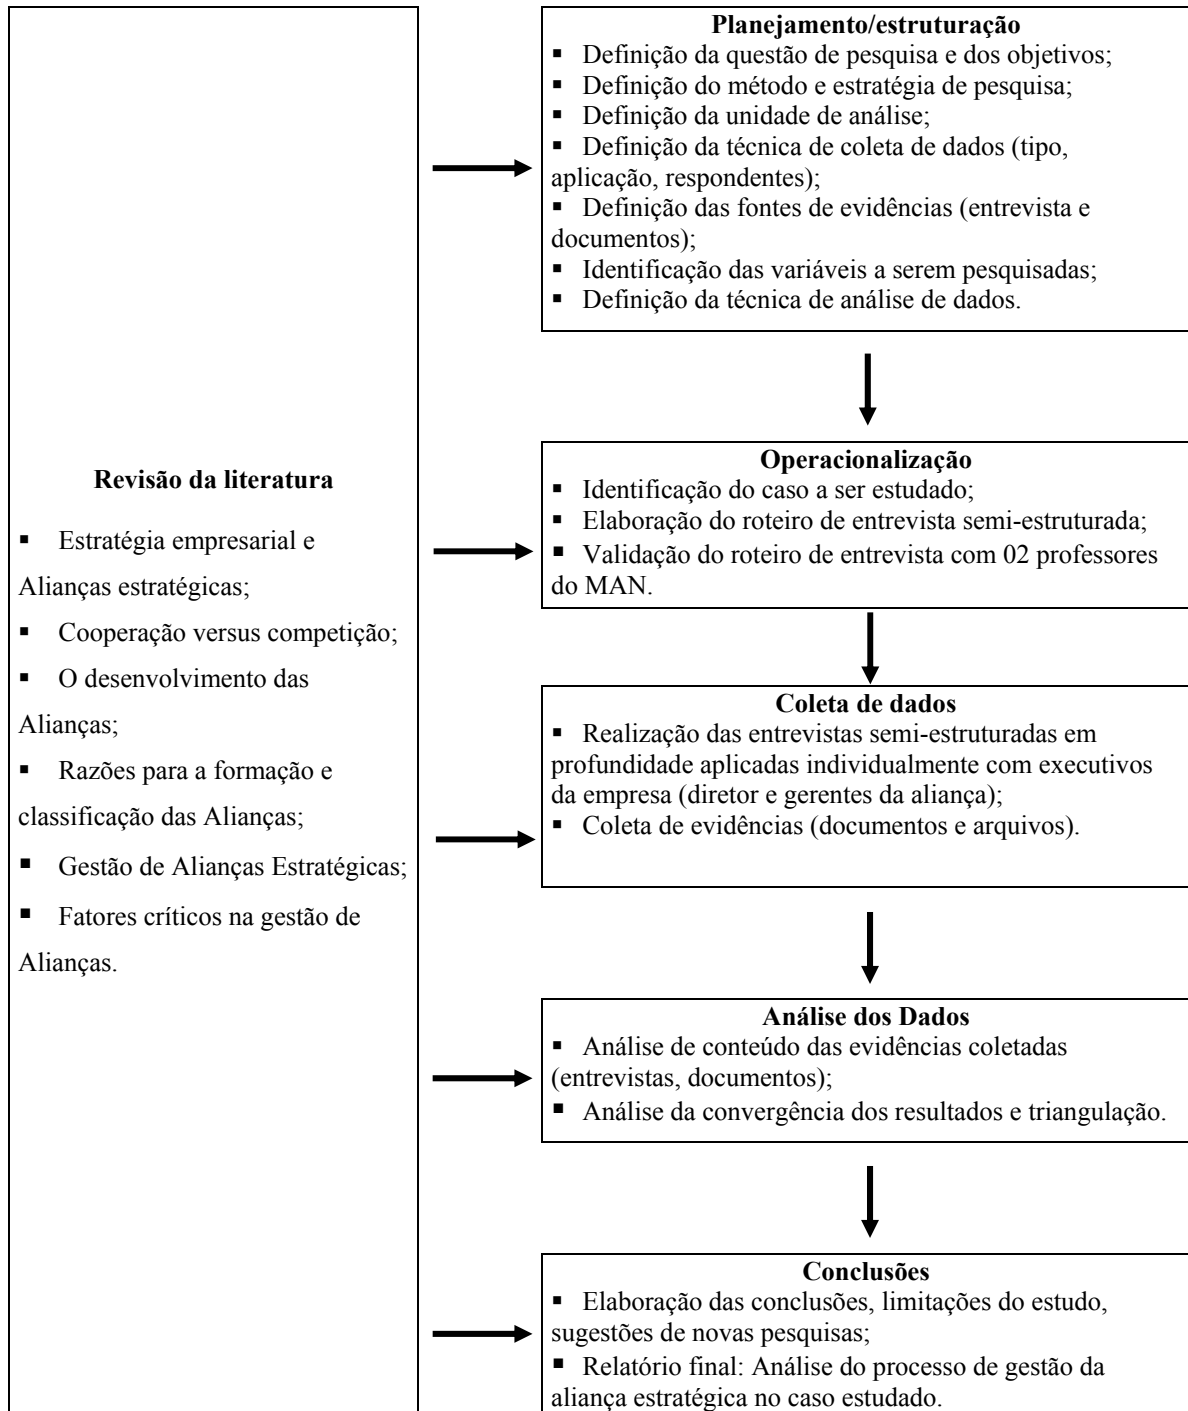 Revisão da literatura
▪ Estratégia empresarial e
Alianças estratégicas;
▪ Cooperação versus competição;
▪ O desenvolvimento das
Alianças;
▪ Razões para a formação e
classificação das Alianças;
▪ Gestão de Alianças Estratégicas;
▪ Fatores críticos na gestão de
Alianças.
Planejamento/estruturação
▪ Definição da questão de pesquisa e dos objetivos;
▪ Definição do método e estratégia de pesquisa;
▪ Definição da unidade de análise;
▪ Definição da técnica de coleta de dados (tipo,
aplicação, respondentes);
▪ Definição das fontes de evidências (entrevista e
documentos);
▪ Identificação das variáveis a serem pesquisadas;
▪ Definição da técnica de análise de dados.
Operacionalização
▪ Identificação do caso a ser estudado;
▪ Elaboração do roteiro de entrevista semi-estruturada;
▪ Validação do roteiro de entrevista com 02 professores
do MAN.
Coleta de dados
▪ Realização das entrevistas semi-estruturadas em
profundidade aplicadas individualmente com executivos
da empresa (diretor e gerentes da aliança);
▪ Coleta de evidências (documentos e arquivos).
Análise dos Dados
▪ Análise de conteúdo das evidências coletadas
(entrevistas, documentos);
▪ Análise da convergência dos resultados e triangulação.
Conclusões
▪ Elaboração das conclusões, limitações do estudo,
sugestões de novas pesquisas;
▪ Relatório final: Análise do processo de gestão da
aliança estratégica no caso estudado.